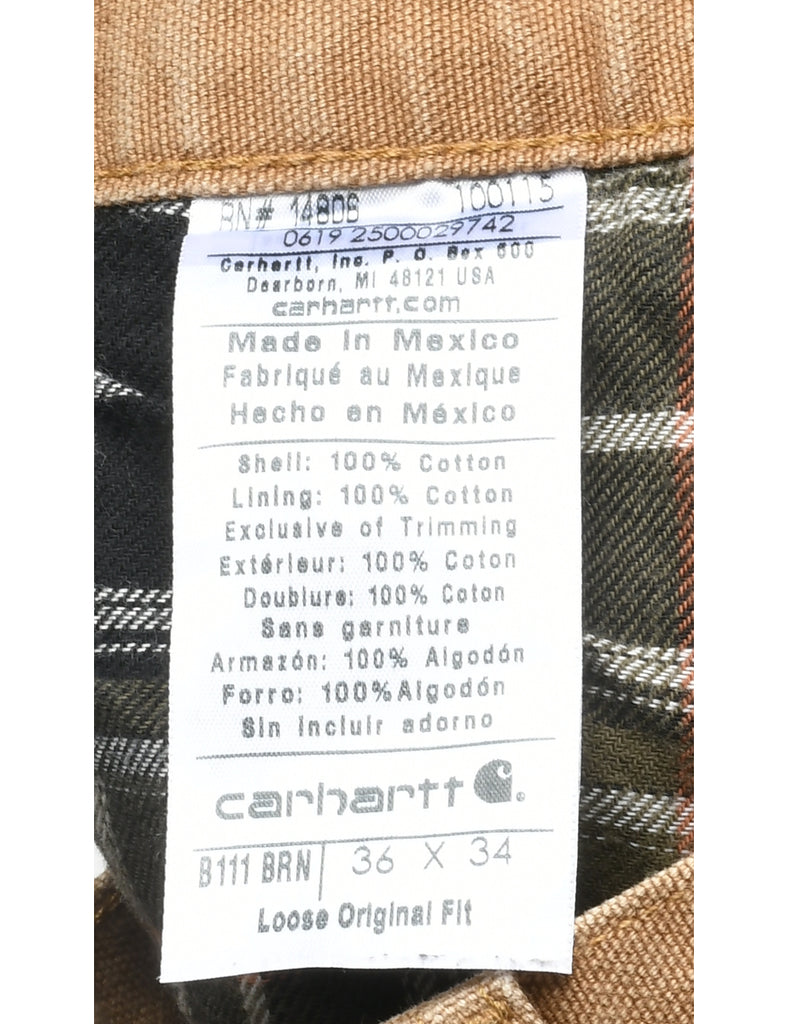 RN# 14806 100115
0619 2500029742
Carhartt, Inc. P. O. Box 600
Dearborn, MI 48121 USA
carhartt.com
Made in Mexico
Fabriqué au Mexique
Hecho en México
Shell: 100% Cotton
Lining: 100% Cotton
Exclusive of Trimming
Extérieur: 100% Coton
Doublure: 100% Coton
Sans garniture
Armazón: 100% Algodón
Forro: 100% Algodón
Sin incluir adorno
carhartt
B111 BRN 36 X 34
Loose Original Fit